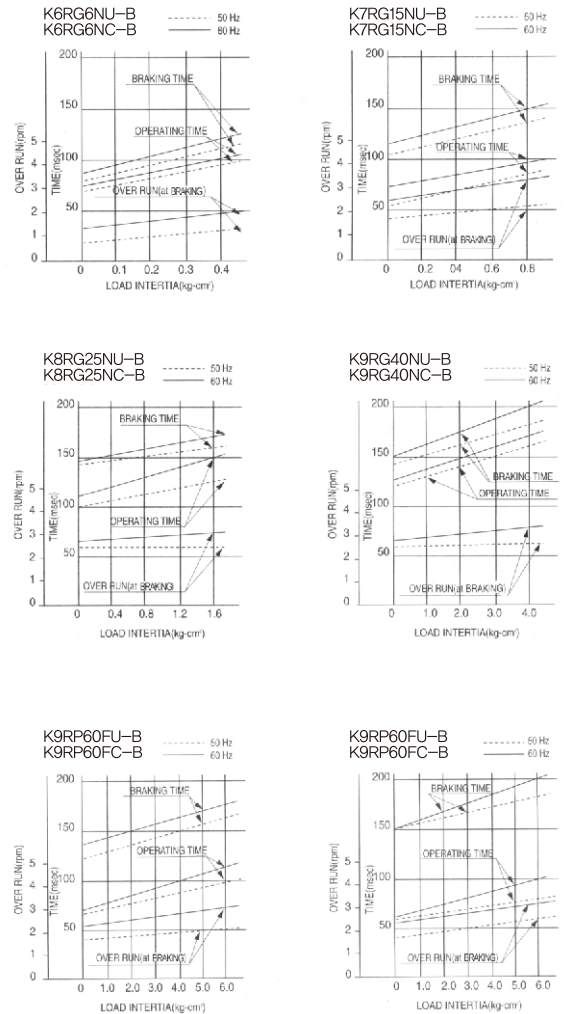 K6RG6NU-B
K6RG6NC-B
50 Hz
60 Hz
200
150
100
50
5
4
3
2
1
0
OVER RUN(rpm)
TIME(msec)
BRAKING TIME
OPERATING TIME
OVER RUN(at BRAKING)
0 0.1 0.2 0.3 0.4
LOAD INTERTIA(kg-cm²)
K7RG15NU-B
K7RG15NC-B
50 Hz
60 Hz
200
150
100
50
5
4
3
2
1
0
OVER RUN(rpm)
TIME(msec)
BRAKING TIME
OPERATING TIME
OVER RUN(at BRAKING)
0 0.2 04 0.6 0.8
LOAD INTERTIA(kg-cm²)
K8RG25NU-B
K8RG25NC-B
50 Hz
60 Hz
200
150
100
50
5
4
3
2
1
0
OVER RUN(rpm)
TIME(msec)
BRAKING TIME
OPERATING TIME
OVER RUN(at BRAKING)
0 0.4 0.8 1.2 1.6
LOAD INTERTIA(kg-cm²)
K9RG40NU-B
K9RG40NC-B
50 Hz
60 Hz
200
150
100
50
5
4
3
2
1
0
OVER RUN(rpm)
TIME(msec)
BRAKING TIME
OPERATING TIME
OVER RUN(at BRAKING)
0 1.0 2.0 3.0 4.0
LOAD INTERTIA(kg-cm²)
K9RP60FU-B
K9RP60FC-B
50 Hz
60 Hz
200
150
100
50
5
4
3
2
1
0
OVER RUN(rpm)
TIME(msec)
BRAKING TIME
OPERATING TIME
OVER RUN(at BRAKING)
0 1.0 2.0 3.0 4.0 5.0 6.0
LOAD INTERTIA(kg-cm²)
K9RP60FU-B
K9RP60FC-B
50 Hz
60 Hz
200
150
100
50
5
4
3
2
1
0
OVER RUN(rpm)
TIME(msec)
BRAKING TIME
OPERATING TIME
OVER RUN(at BRAKING)
0 1.0 2.0 3.0 4.0 5.0 6.0
LOAD INTERTIA(kg-cm²)